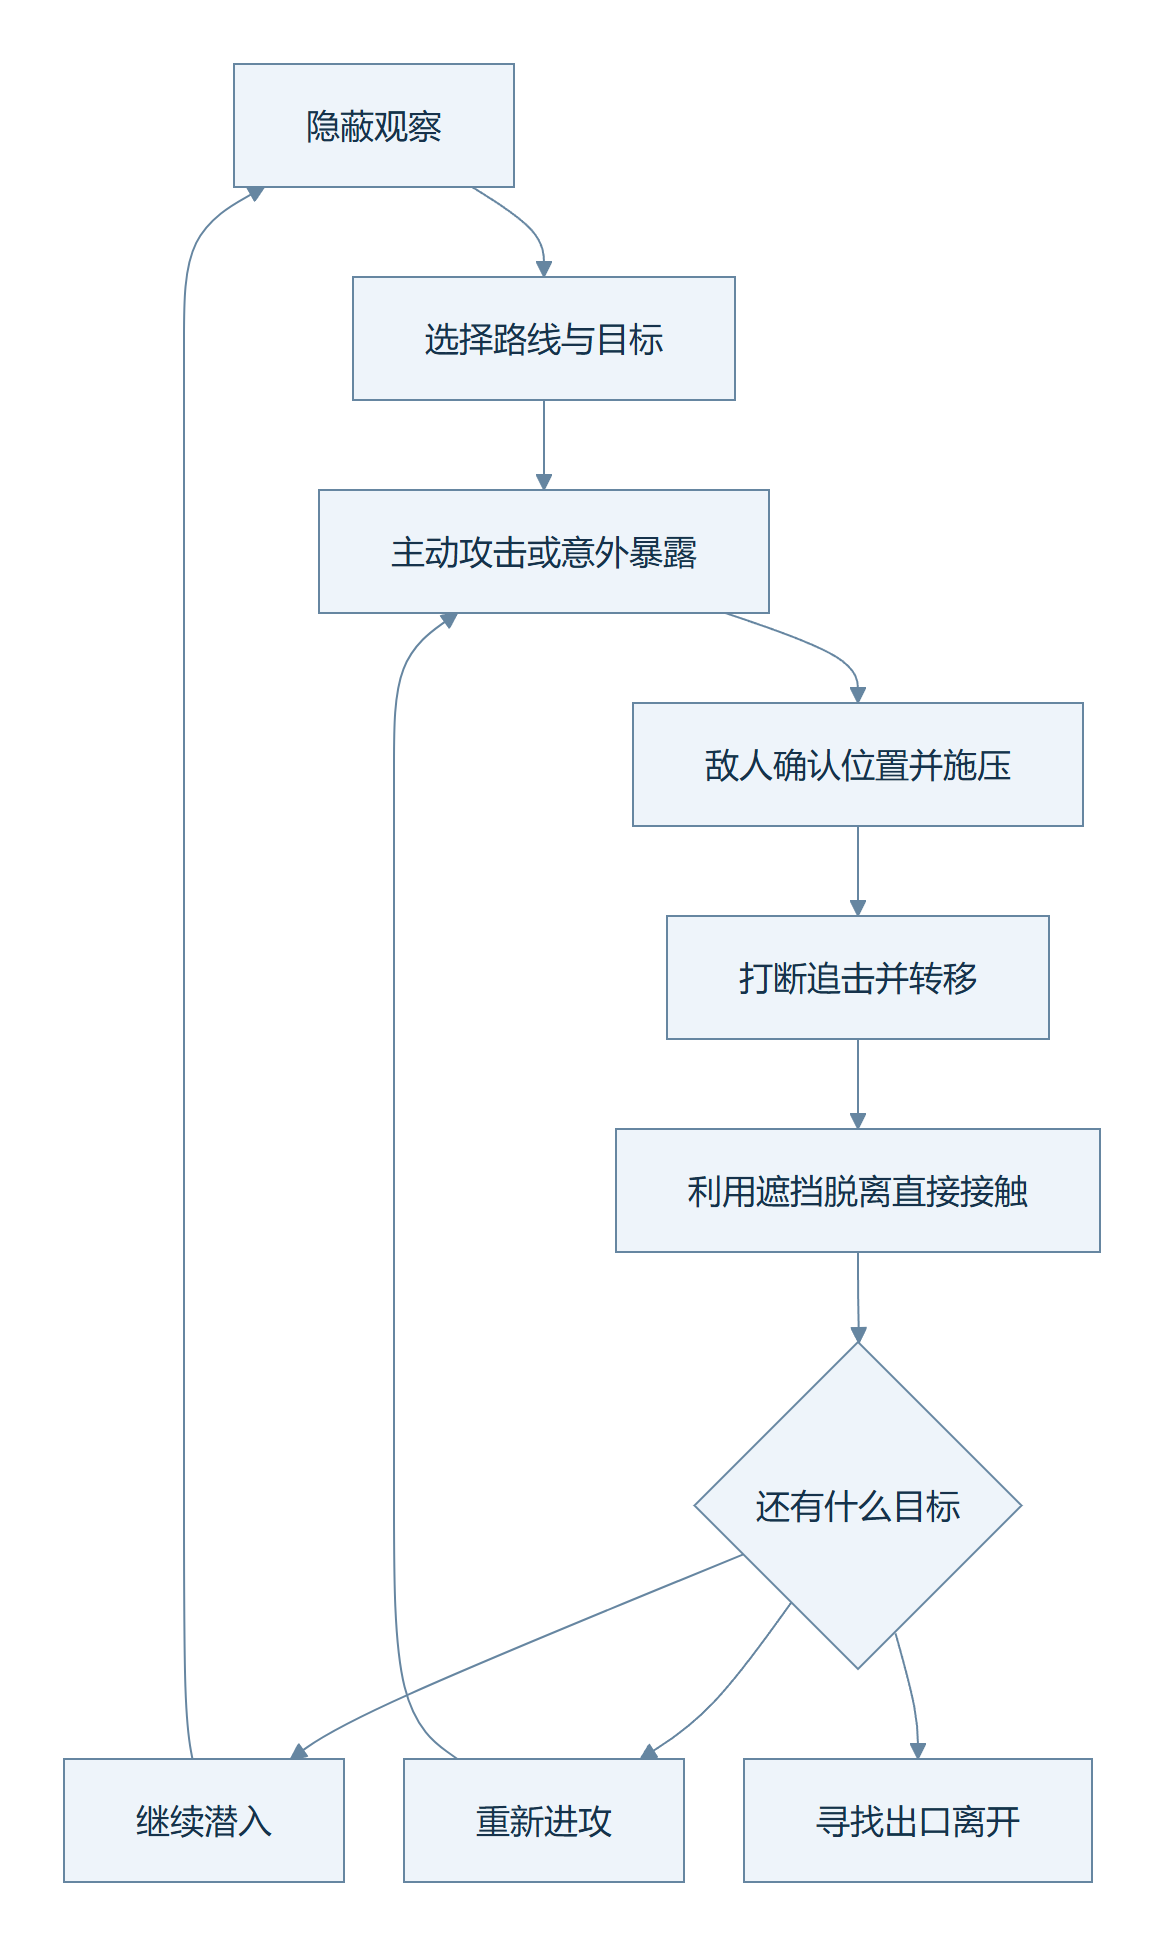 隐蔽观察
选择路线与目标
主动攻击或意外暴露
敌人确认位置并施压
打断追击并转移
利用遮挡脱离直接接触
还有什么目标
继续潜入
重新进攻
寻找出口离开